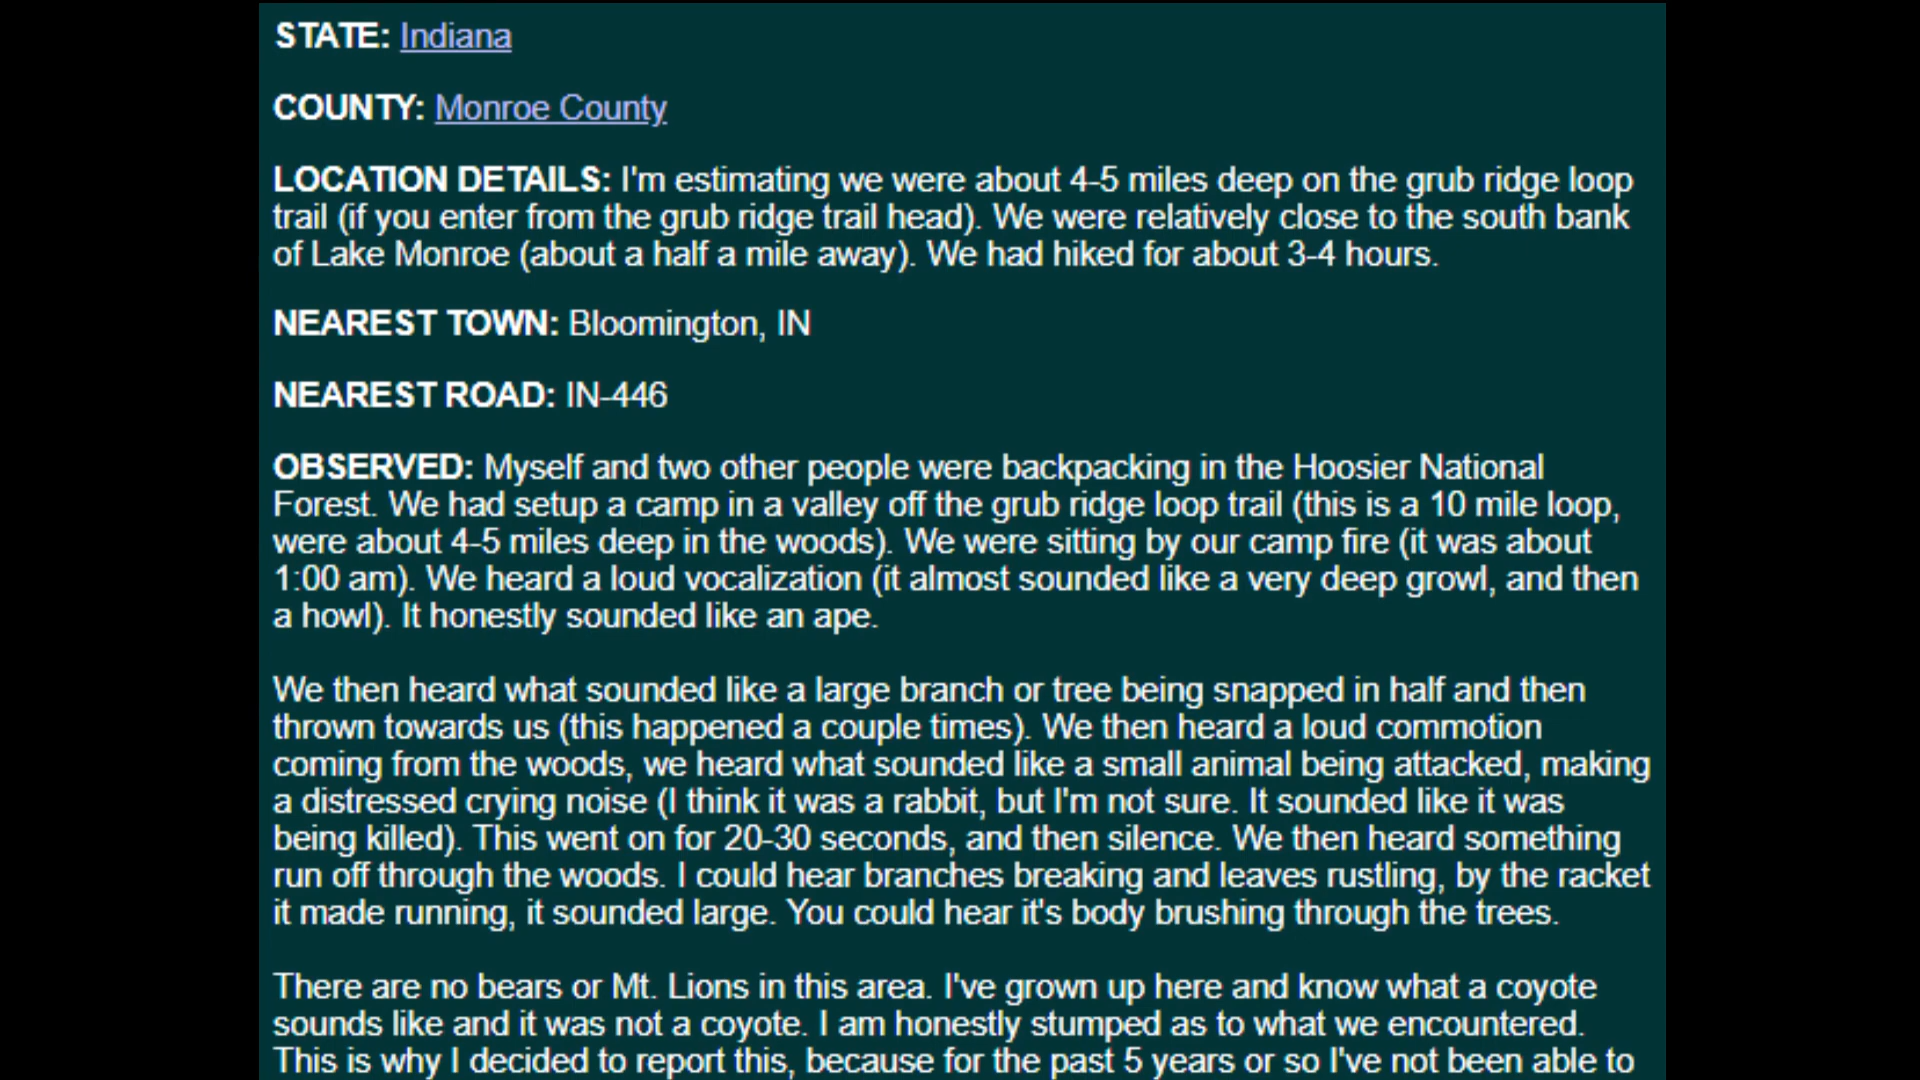 STATE: Indiana
COUNTY: Monroe County
LOCATION DETAILS: I'm estimating we were about 4-5 miles deep on the grub ridge loop
trail (if you enter from the grub ridge trail head). We were relatively close to the south bank
of Lake Monroe (about a half a mile away). We had hiked for about 3-4 hours.
NEAREST TOWN: Bloomington, IN
NEAREST ROAD: IN-446
OBSERVED: Myself and two other people were backpacking in the Hoosier National
Forest. We had setup a camp in a valley off the grub ridge loop trail (this is a 10 mile loop,
were about 4-5 miles deep in the woods). We were sitting by our camp fire (it was about
1:00 am). We heard a loud vocalization (it almost sounded like a very deep growl, and then
a howl). It honestly sounded like an ape.
We then heard what sounded like a large branch or tree being snapped in half and then
thrown towards us (this happened a couple times). We then heard a loud commotion
coming from the woods, we heard what sounded like a small animal being attacked, making
a distressed crying noise (I think it was a rabbit, but I'm not sure. It sounded like it was
being killed). This went on for 20-30 seconds, and then silence. We then heard something
run off through the woods. I could hear branches breaking and leaves rustling, by the racket
it made running, it sounded large. You could hear it's body brushing through the trees.
There are no bears or Mt. Lions in this area. I've grown up here and know what a coyote
sounds like and it was not a coyote. I am honestly stumped as to what we encountered.
This is why I decided to report this, because for the past 5 years or so I've not been able to